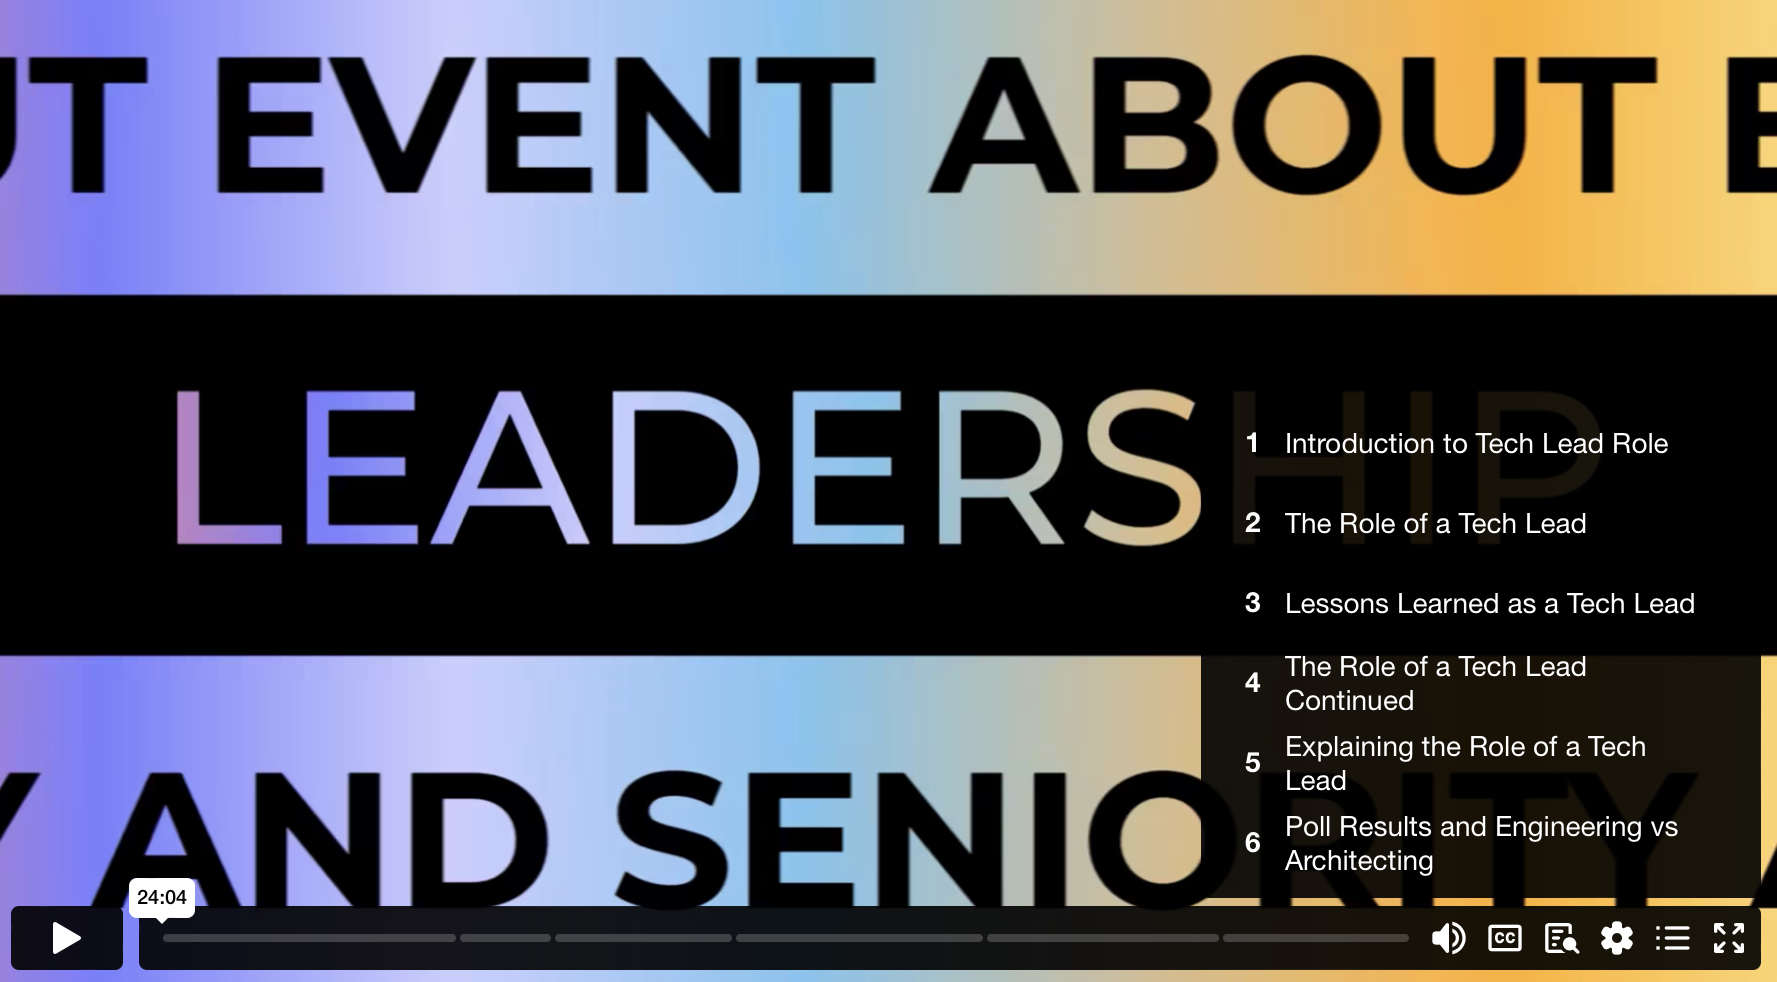 UT EVENT ABOUT E
LEADERSHIP
1 Introduction to Tech Lead Role
2 The Role of a Tech Lead
3 Lessons Learned as a Tech Lead
4 The Role of a Tech Lead
Continued
5 Explaining the Role of a Tech
Lead
6 Poll Results and Engineering vs
Architecting
Y AND SENIORITY A
24:04
CC